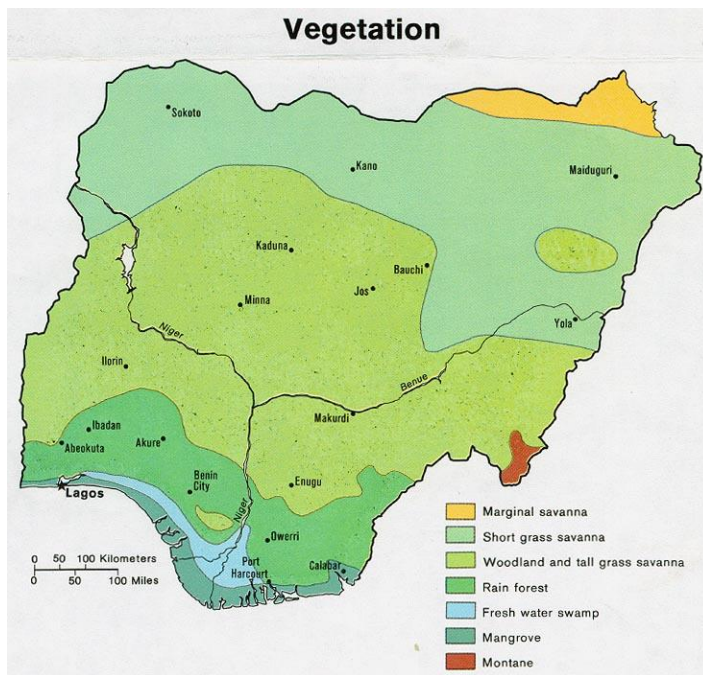 Vegetation
Sokoto
Kano
Maiduguri
Kaduna
Bauchi
Jos
Minna
Yola
Niger
Ilorin
Benue
Makurdi
Ibadan
Abeokuta
Akure
Benin
City
Enugu
Lagos
Niger
Owerri
Port
Harcourt
Calabar
0 50 100 Kilometers
0 50 100 Miles
Marginal savanna
Short grass savanna
Woodland and tall grass savanna
Rain forest
Fresh water swamp
Mangrove
Montane